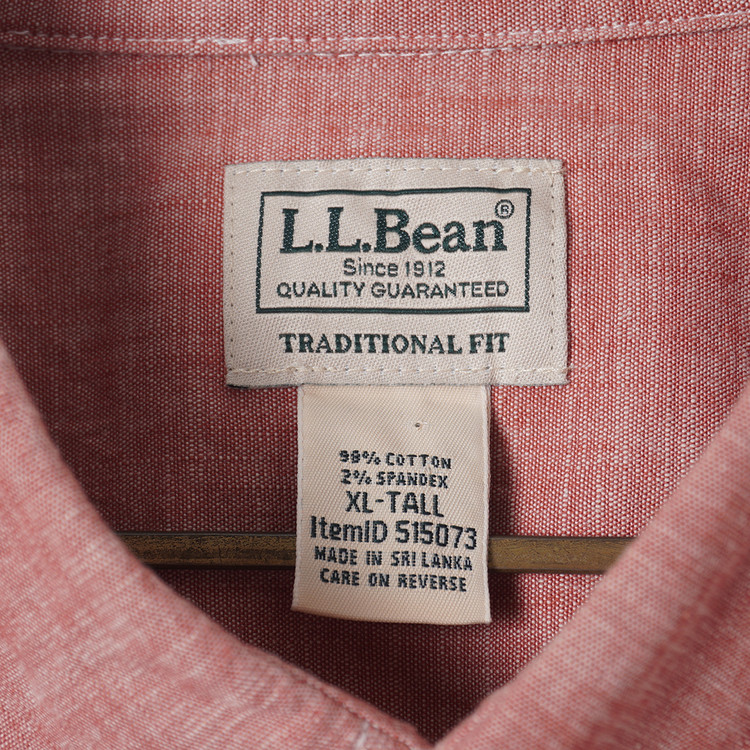 L.L.Bean®
Since 1912
QUALITY GUARANTEED
TRADITIONAL FIT
98% COTTON
2% SPANDEX
XL-TALL
ItemID 515073
MADE IN SRI LANKA
CARE ON REVERSE